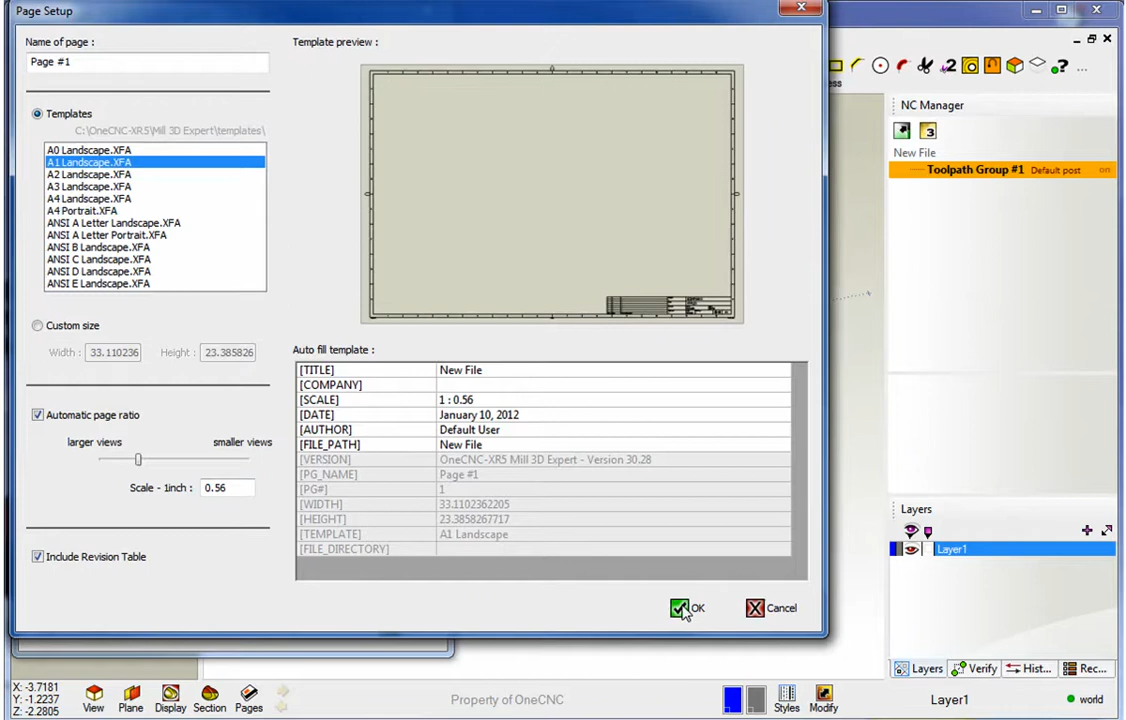 Page Setup
Name of page :
Page #1
Templates
C:\OneCNC-XR5\Mill 3D Expert\templates\
A0 Landscape.XFA
A1 Landscape.XFA
A2 Landscape.XFA
A3 Landscape.XFA
A4 Landscape.XFA
A4 Portrait.XFA
ANSI A Letter Landscape.XFA
ANSI A Letter Portrait.XFA
ANSI B Landscape.XFA
ANSI C Landscape.XFA
ANSI D Landscape.XFA
ANSI E Landscape.XFA
Custom size
Width : 33.110236 Height : 23.385826
Automatic page ratio
larger views smaller views
Scale - 1inch : 0.56
Include Revision Table
Template preview :
Auto fill template :
[TITLE] New File
[COMPANY]
[SCALE] 1 : 0.56
[DATE] January 10, 2012
[AUTHOR] Default User
[FILE_PATH] New File
[VERSION] OneCNC-XR5 Mill 3D Expert - Version 30.28
[PG_NAME] Page #1
[PG#] 1
[WIDTH] 33.1102362205
[HEIGHT] 23.3858267717
[TEMPLATE] A1 Landscape
[FILE_DIRECTORY]
OK Cancel
NC Manager
3
New File
Toolpath Group #1 Default post on
Layers
Layer1
Layers Verify Hist... Rec...
X: -3.7181
Y: -1.2237
Z: -2.2805
View Plane Display Section Pages
Property of OneCNC
Styles Modify
Layer1
world